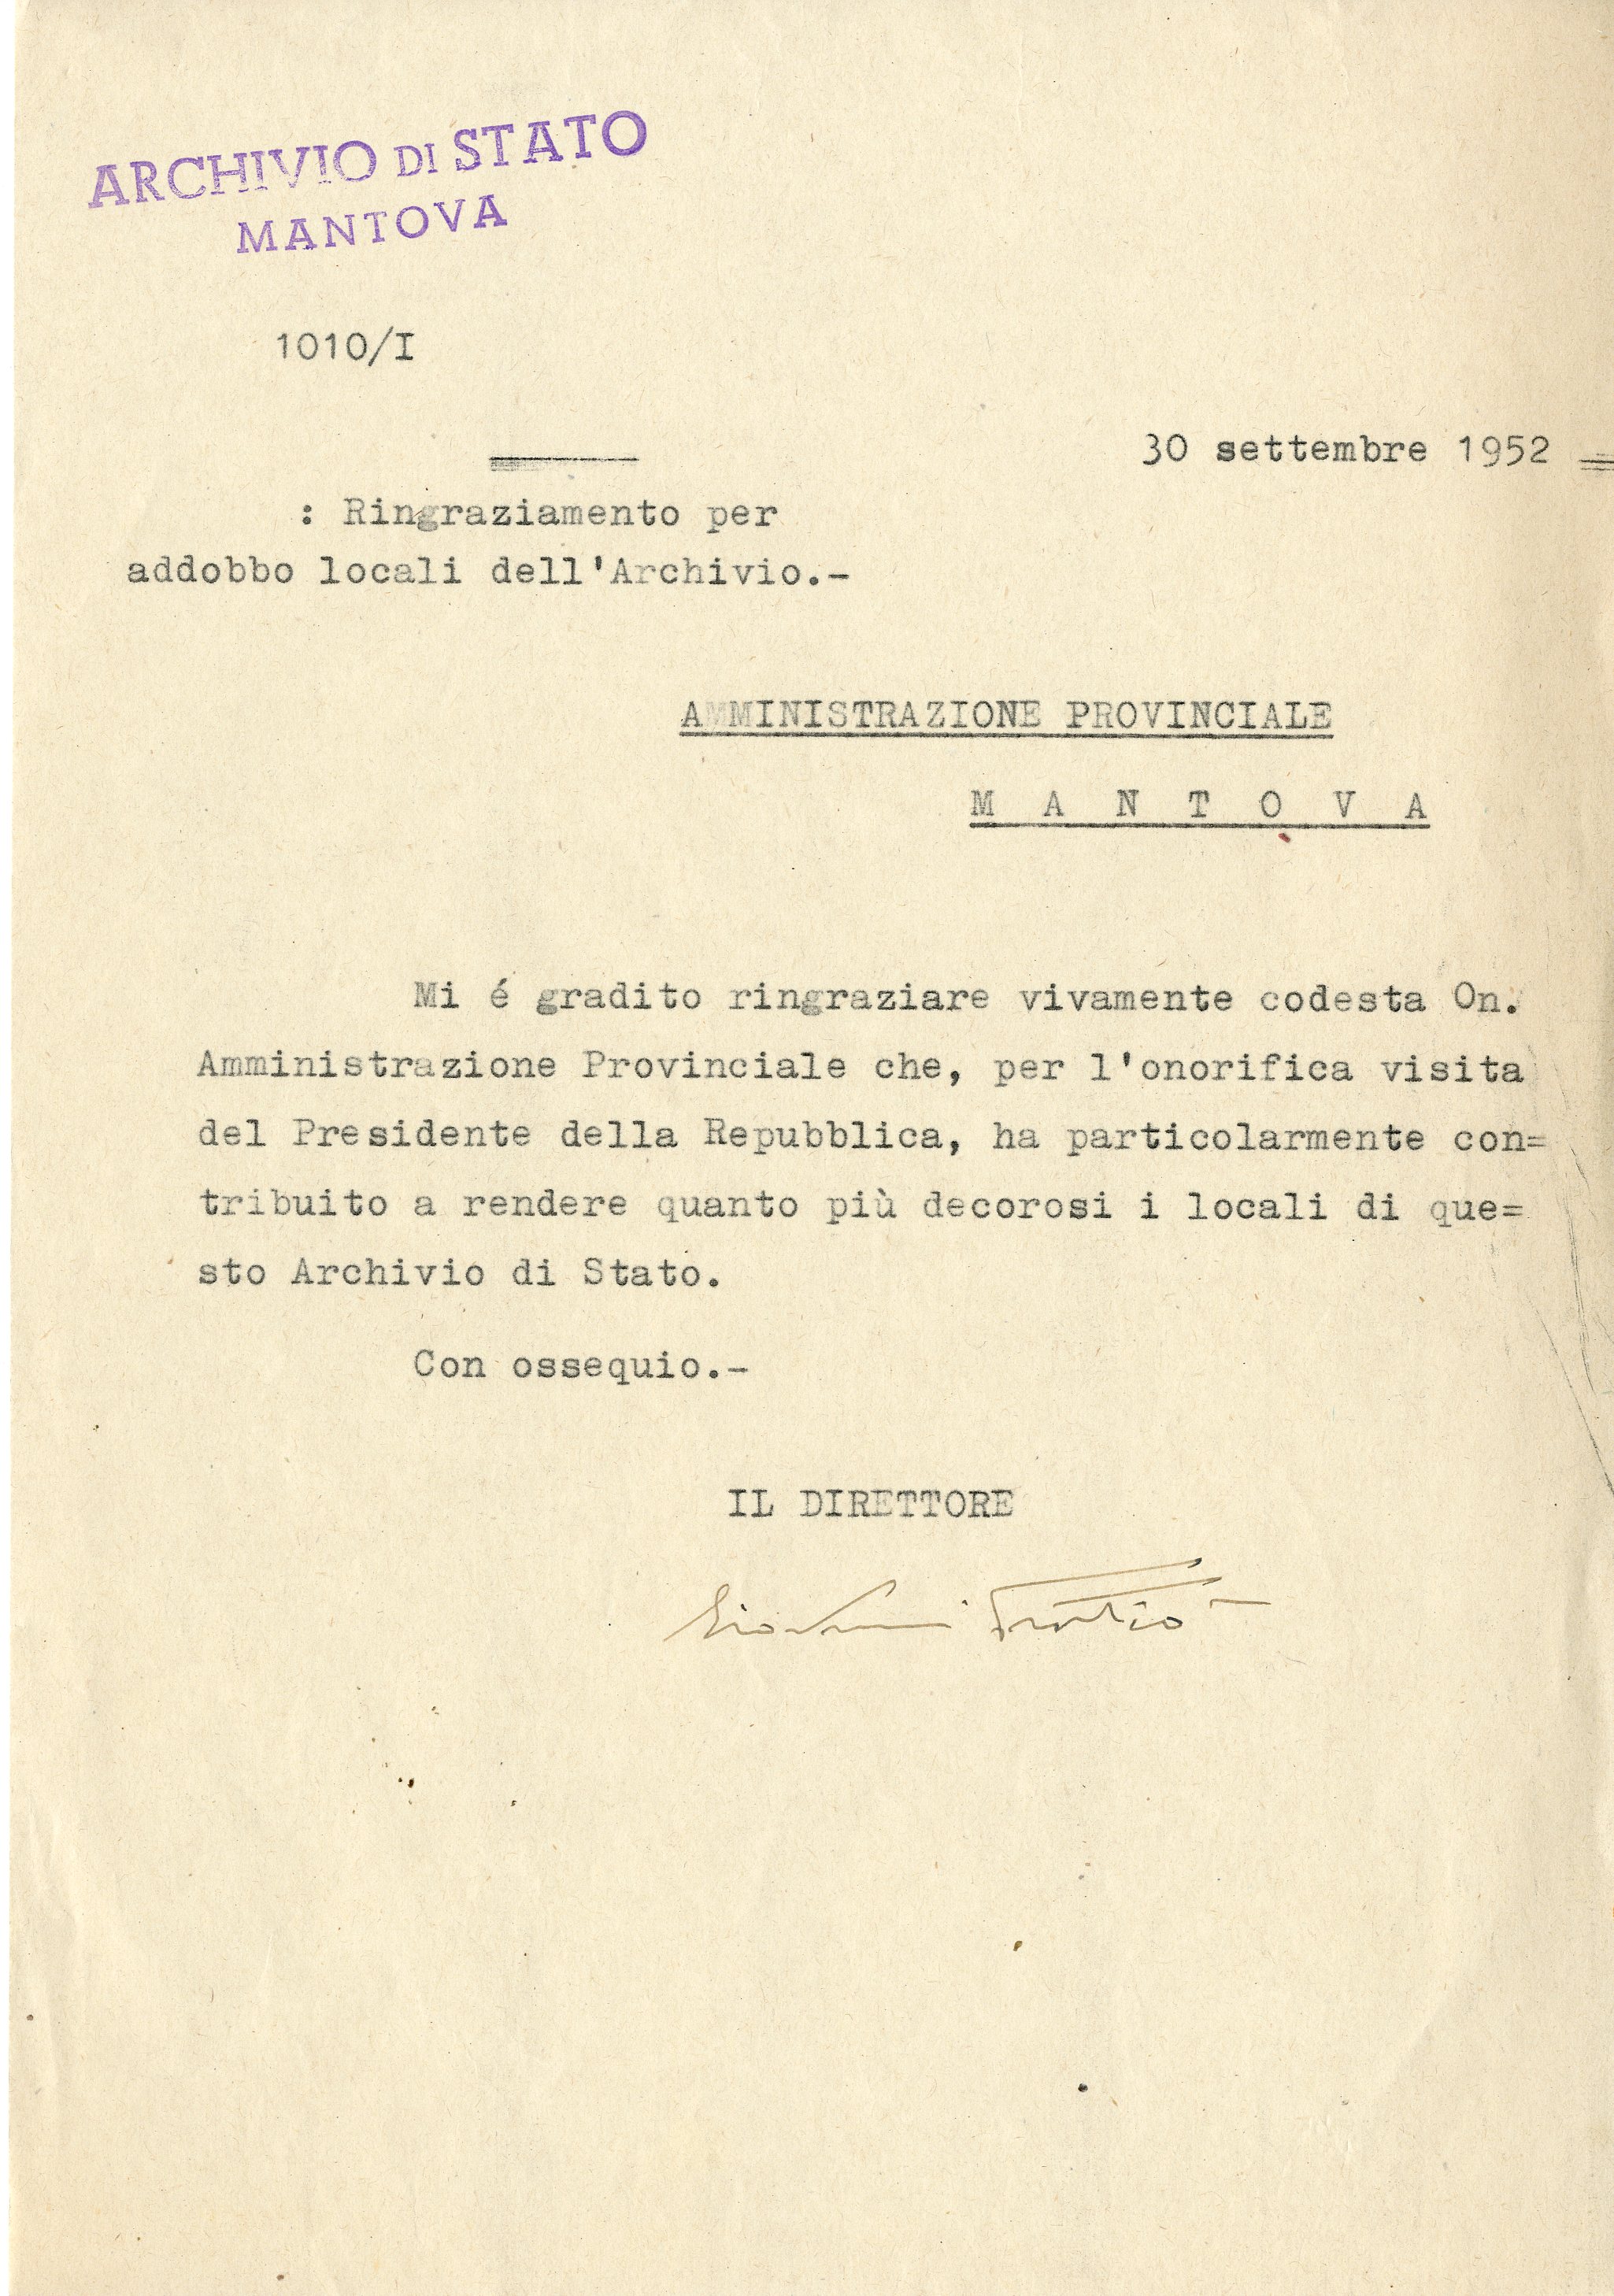 ARCHIVIO DI STATO
MANTOVA
1010/I
30 settembre 1952 =
: Ringraziamento per
addobbo locali dell'Archivio.-
AMMINISTRAZIONE PROVINCIALE
M A N T O V A
Mi é gradito ringraziare vivamente codesta On.
Amministrazione Provinciale che, per l'onorifica visita
del Presidente della Repubblica, ha particolarmente con=
tribuito a rendere quanto più decorosi i locali di que=
sto Archivio di Stato.
Con ossequio.-
IL DIRETTORE
Giovanni